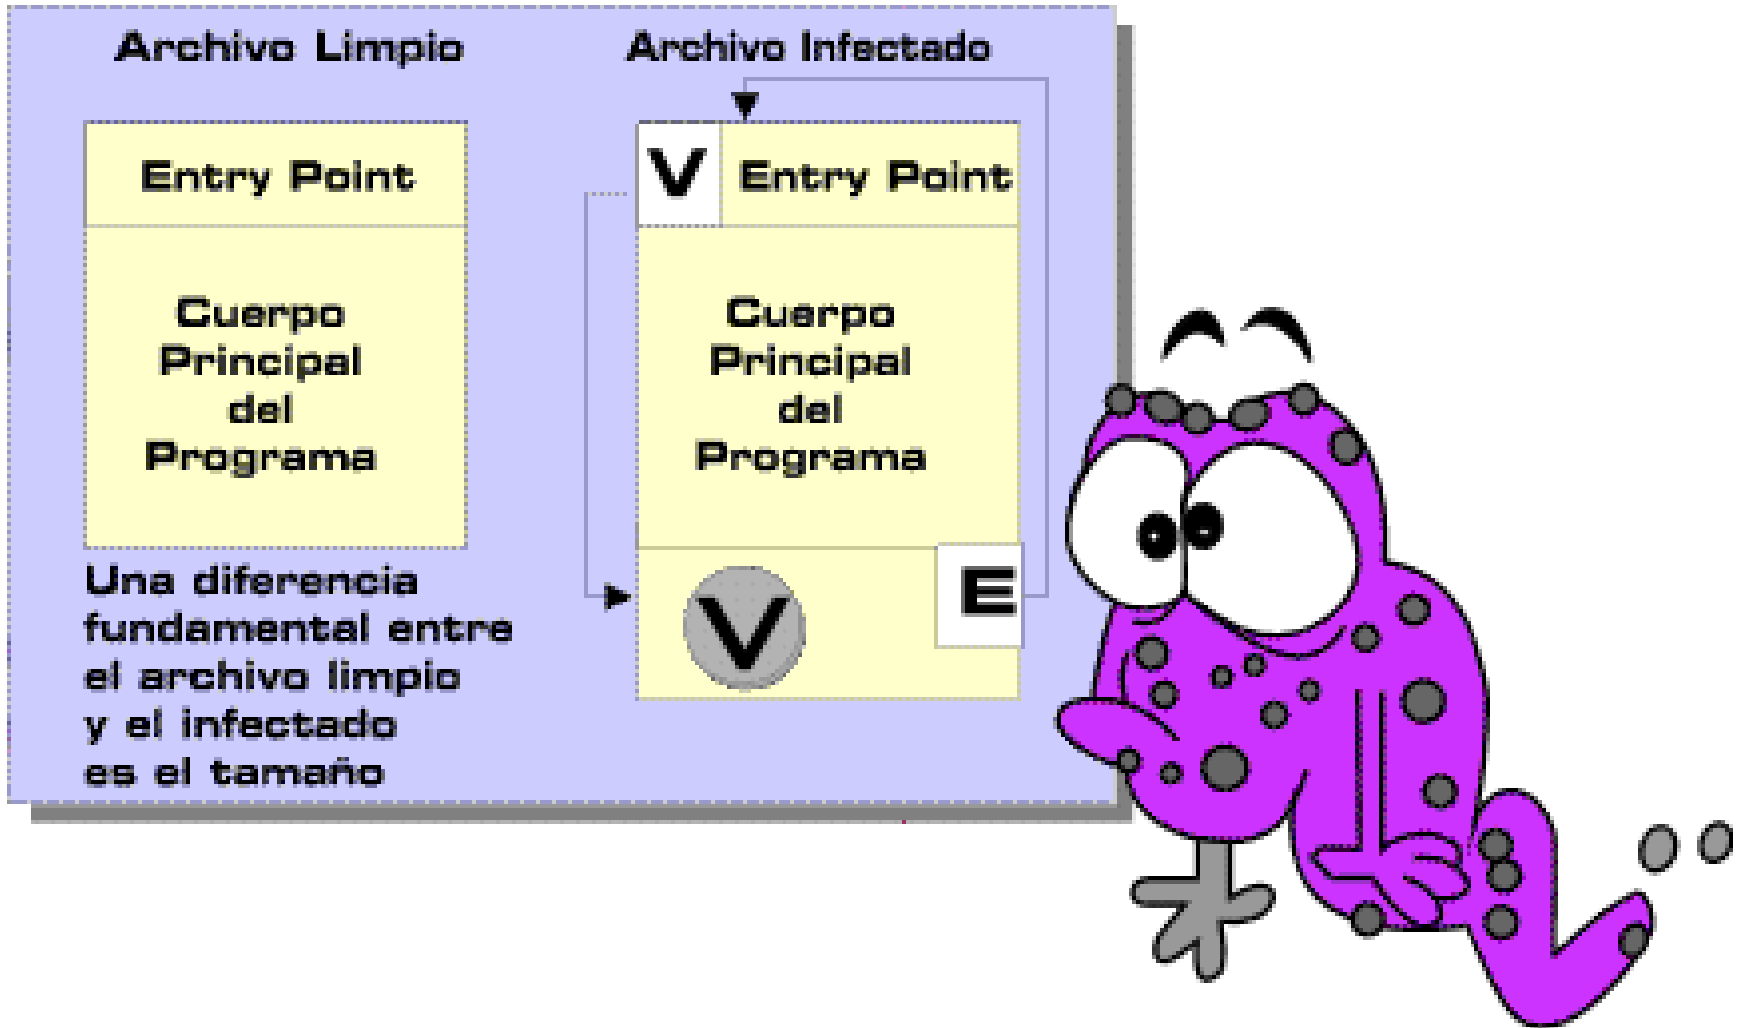 Archivo Limpio
Entry Point
Cuerpo
Principal
del
Programa
Una diferencia
fundamental entre
el archivo limpio
y el infectado
es el tamaño
Archivo Infectado
V Entry Point
Cuerpo
Principal
del
Programa
V E